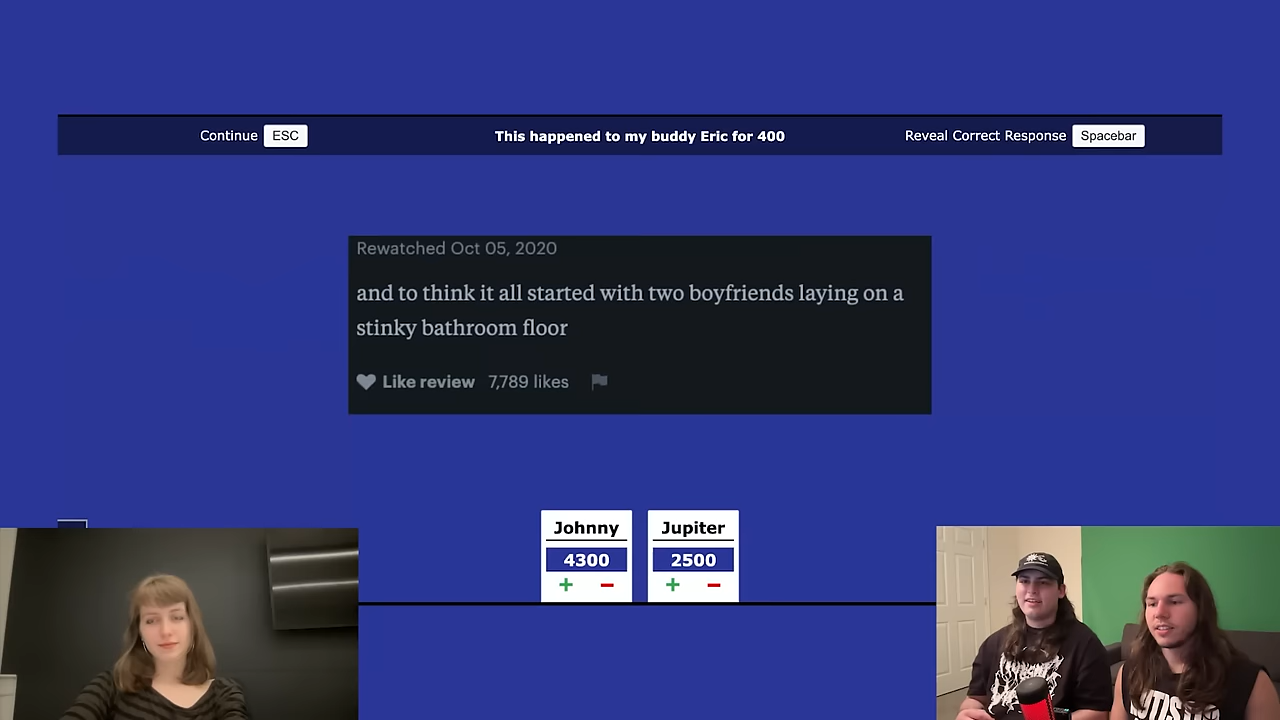 Continue ESC
This happened to my buddy Eric for 400
Reveal Correct Response Spacebar
Rewatched Oct 05, 2020
and to think it all started with two boyfriends laying on a
stinky bathroom floor
Like review 7,789 likes
Johnny
4300
+ −
Jupiter
2500
+ −